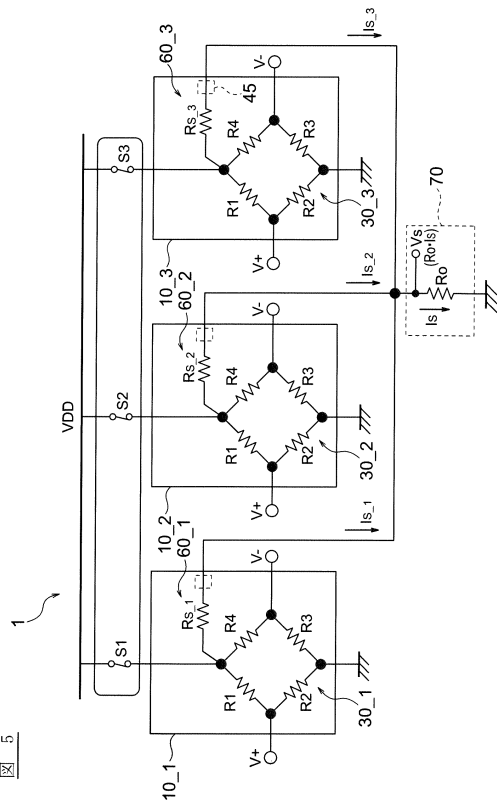 図 5
1
VDD
S1
S2
S3
10_1
60_1
Rs_1
R1
R4
R2
R3
V+
V-
30_1
Is_1
10_2
60_2
Rs_2
R1
R4
R2
R3
V+
V-
30_2
Is_2
10_3
60_3
Rs_3
45
R1
R4
R2
R3
V+
V-
30_3
Is_3
70
Vs
(Ro•Is)
Is
Ro